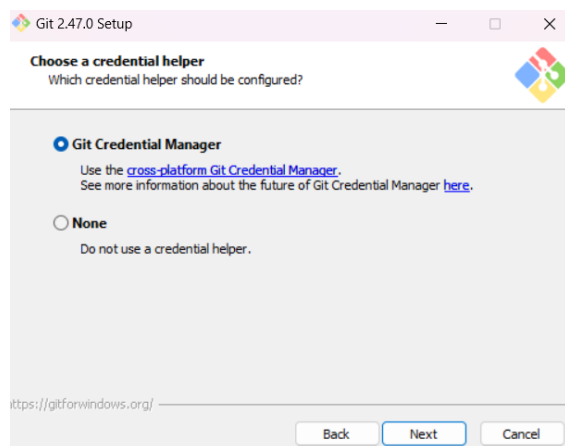 Git 2.47.0 Setup
Choose a credential helper
Which credential helper should be configured?
Git Credential Manager
Use the cross-platform Git Credential Manager.
See more information about the future of Git Credential Manager here.
None
Do not use a credential helper.
ttps://gitforwindows.org/
Back Next Cancel